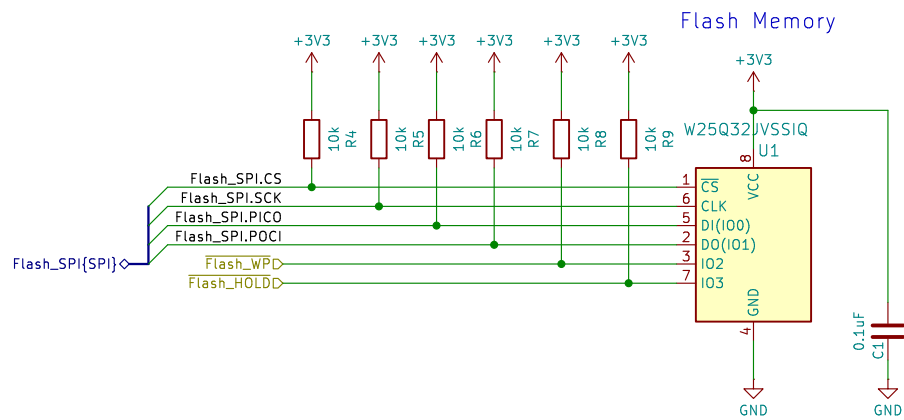 Flash Memory
+3V3 +3V3 +3V3 +3V3 +3V3 +3V3
+3V3
10k R4 10k R5 10k R6 10k R7 10k R8 10k R9
W25Q32JVSSIQ
U1
8
VCC
Flash_SPI.CS 1 CS
Flash_SPI.SCK 6 CLK
Flash_SPI.PICO 5 DI(IO0)
Flash_SPI.POCI 2 DO(IO1)
Flash_SPI{SPI} Flash_WP 3 IO2
Flash_HOLD 7 IO3
GND
4
0.1uF C1
GND GND